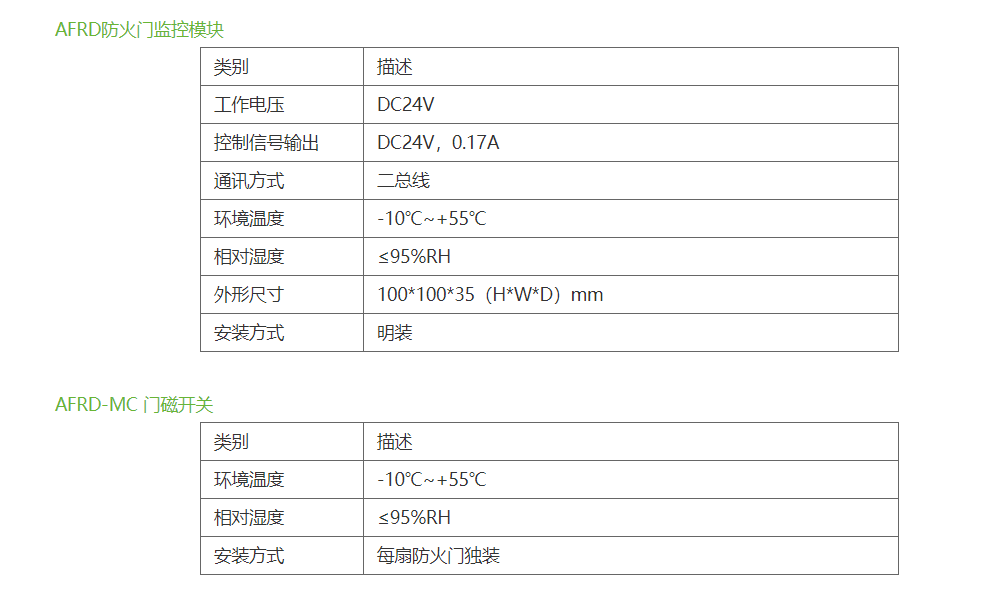 AFRD防火门监控模块
类别 描述
工作电压 DC24V
控制信号输出 DC24V，0.17A
通讯方式 二总线
环境温度 -10℃~+55℃
相对湿度 ≤95%RH
外形尺寸 100*100*35（H*W*D）mm
安装方式 明装
AFRD-MC 门磁开关
类别 描述
环境温度 -10℃~+55℃
相对湿度 ≤95%RH
安装方式 每扇防火门独装